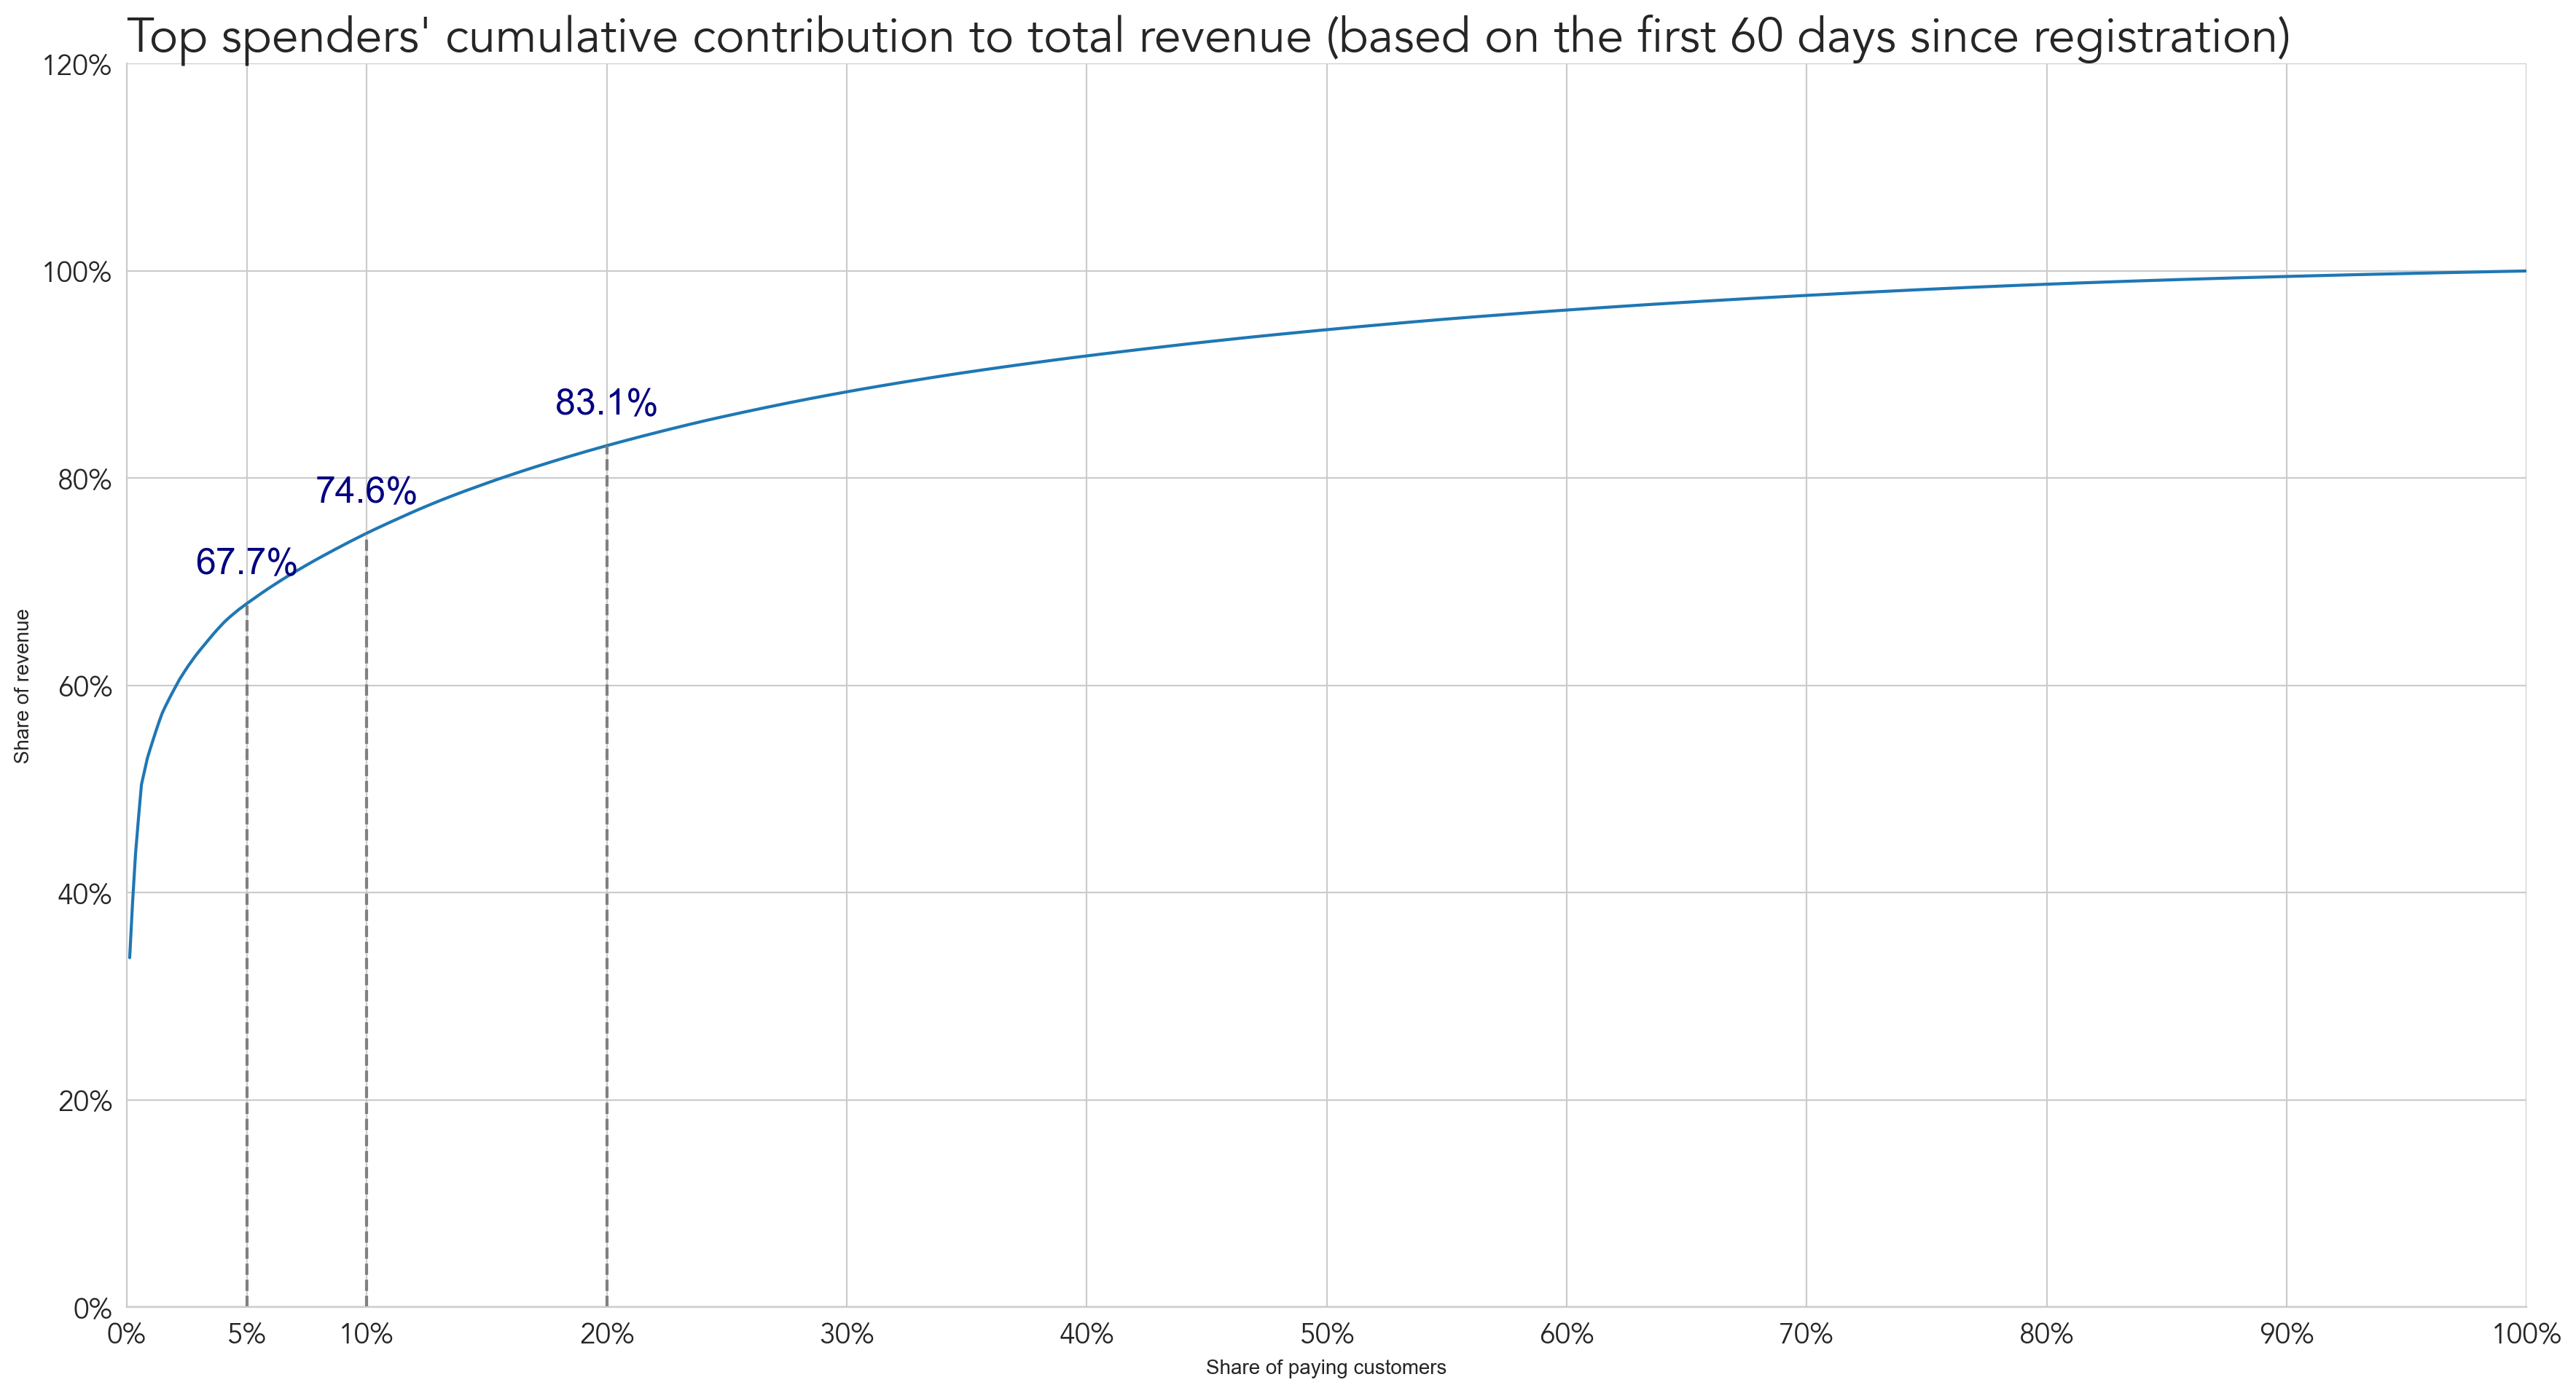 Top spenders' cumulative contribution to total revenue (based on the first 60 days since registration)
120%
100%
80%
60%
40%
20%
0%
Share of revenue
67.7%
74.6%
83.1%
0% 5% 10% 20% 30% 40% 50% 60% 70% 80% 90% 100%
Share of paying customers